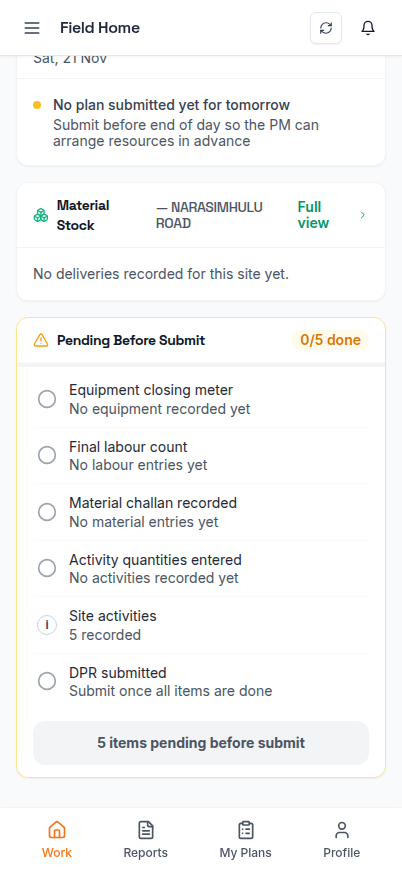 Field Home
Sat, 21 Nov
No plan submitted yet for tomorrow
Submit before end of day so the PM can
arrange resources in advance
Material
Stock
— NARASIMHULU
ROAD
Full
view
No deliveries recorded for this site yet.
Pending Before Submit
0/5 done
Equipment closing meter
No equipment recorded yet
Final labour count
No labour entries yet
Material challan recorded
No material entries yet
Activity quantities entered
No activities recorded yet
i
Site activities
5 recorded
DPR submitted
Submit once all items are done
5 items pending before submit
Work
Reports
My Plans
Profile